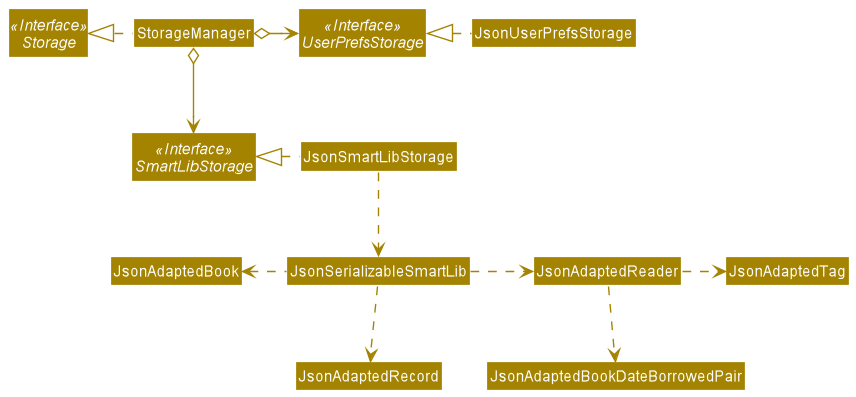 «Interface»
Storage
StorageManager
«Interface»
UserPrefsStorage
JsonUserPrefsStorage
«Interface»
SmartLibStorage
JsonSmartLibStorage
JsonAdaptedBook
JsonSerializableSmartLib
JsonAdaptedReader
JsonAdaptedTag
JsonAdaptedRecord
JsonAdaptedBookDateBorrowedPair